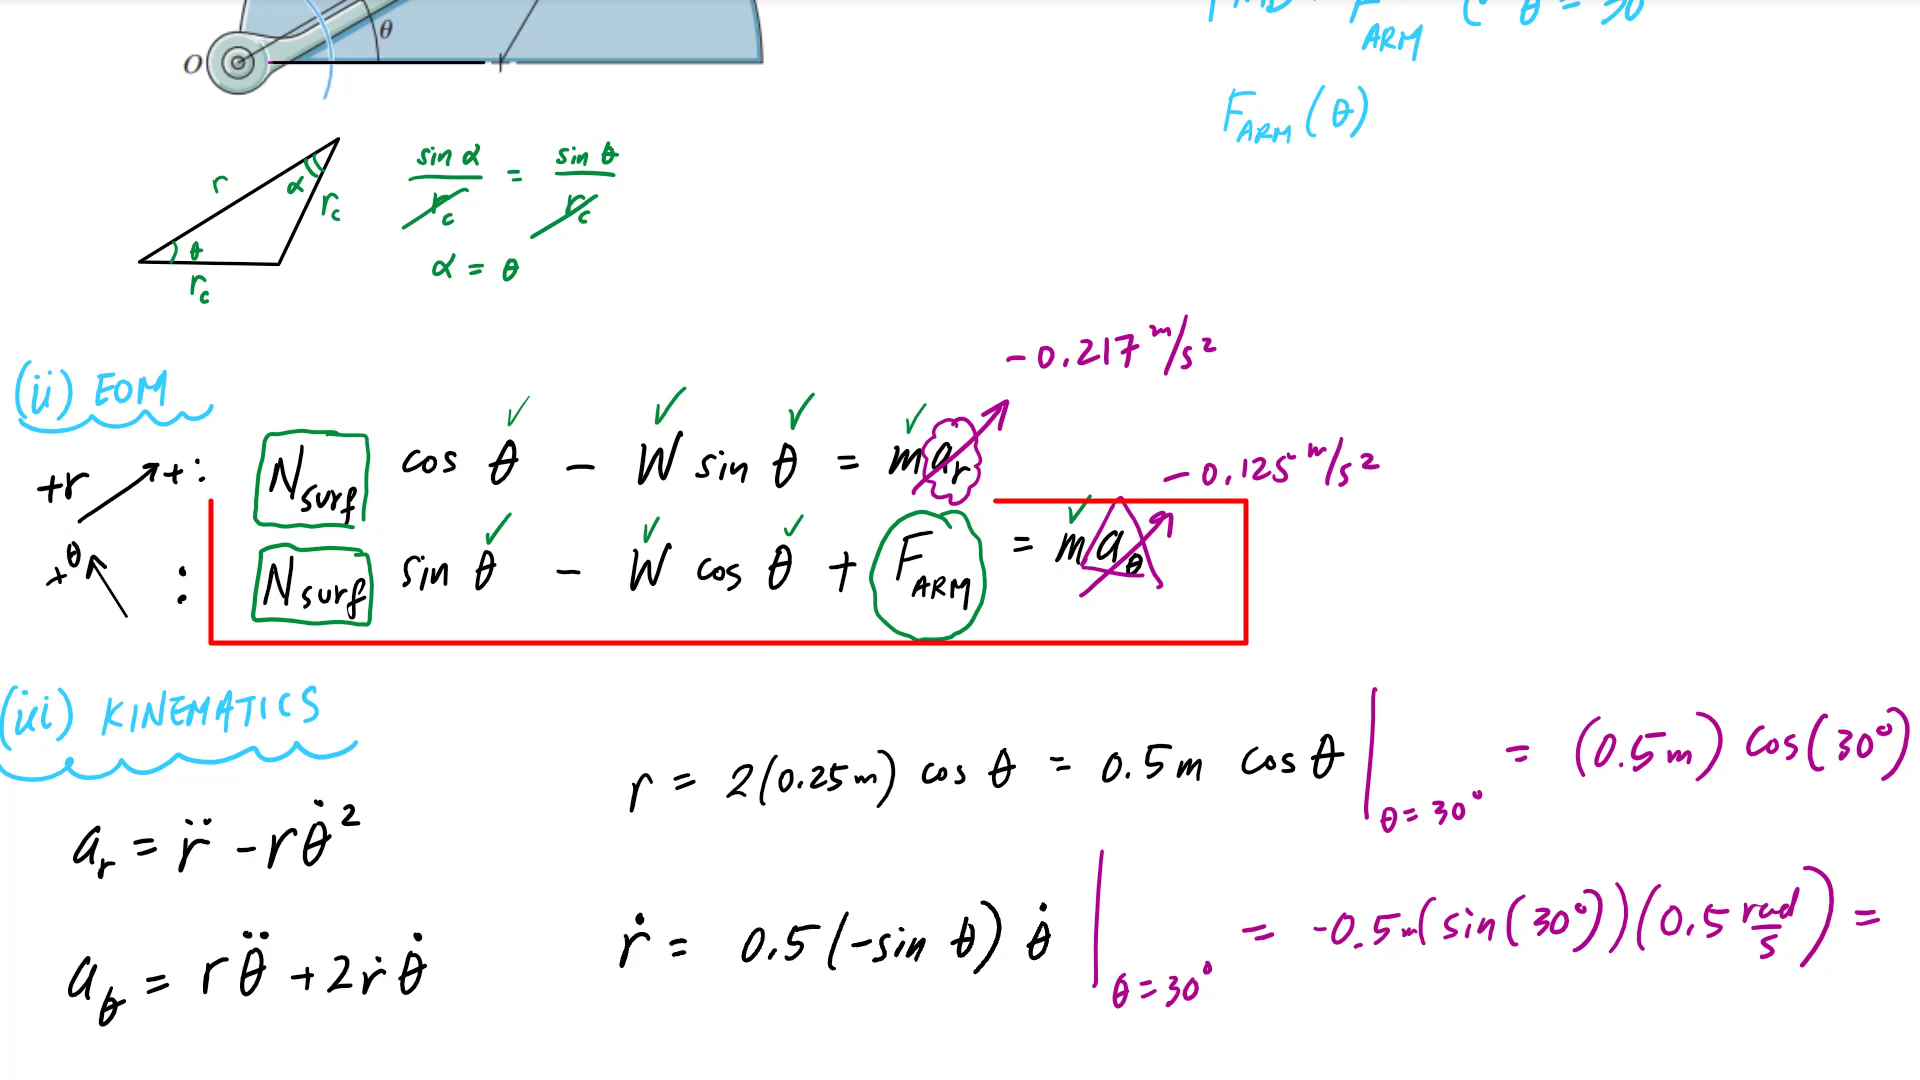 F_ARM θ = 30
O θ
F_ARM (θ)
r α r_c θ r_c
sin α / r_c = sin θ / r_c
α = θ
-0.217 m/s²
(ii) EOM
+r +: N_surf cos θ - W sin θ = m a_r
-0.125 m/s²
+θ : N_surf sin θ - W cos θ + F_ARM = m a_θ
(iii) KINEMATICS
r = 2(0.25m) cos θ = 0.5m cos θ |θ=30° = (0.5m) cos(30°)
a_r = r̈ - rθ̇²
ṙ = 0.5(-sin θ) θ̇ |θ=30° = -0.5m(sin(30°))(0.5 rad/s) =
a_θ = rθ̈ + 2ṙθ̇